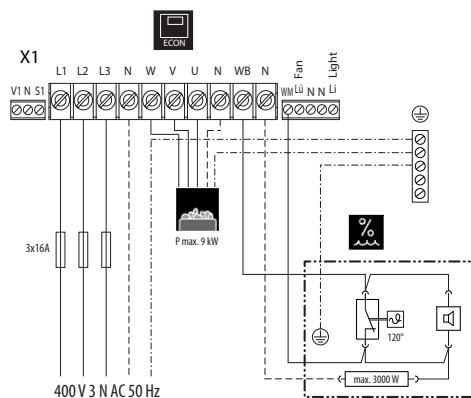 ECON
X1
L1 L2 L3 N W V U N WB N
V1 N S1
WM Lü N N Li
Fan
Light
3x16A
P max. 9 kW
%
120°
max. 3000 W
400 V 3 N AC 50 Hz